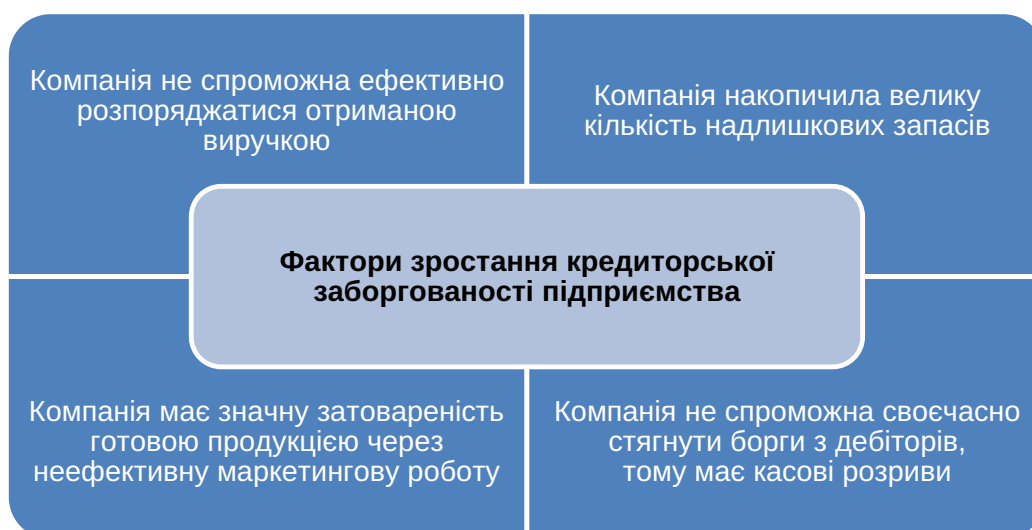 Компанія не спроможна ефективно
розпоряджатися отриманою
виручкою
Компанія накопичила велику
кількість надлишкових запасів
Фактори зростання кредиторської
заборгованості підприємства
Компанія має значну затовареність
готовою продукцією через
неефективну маркетингову роботу
Компанія не спроможна своєчасно
стягнути борги з дебіторів,
тому має касові розриви